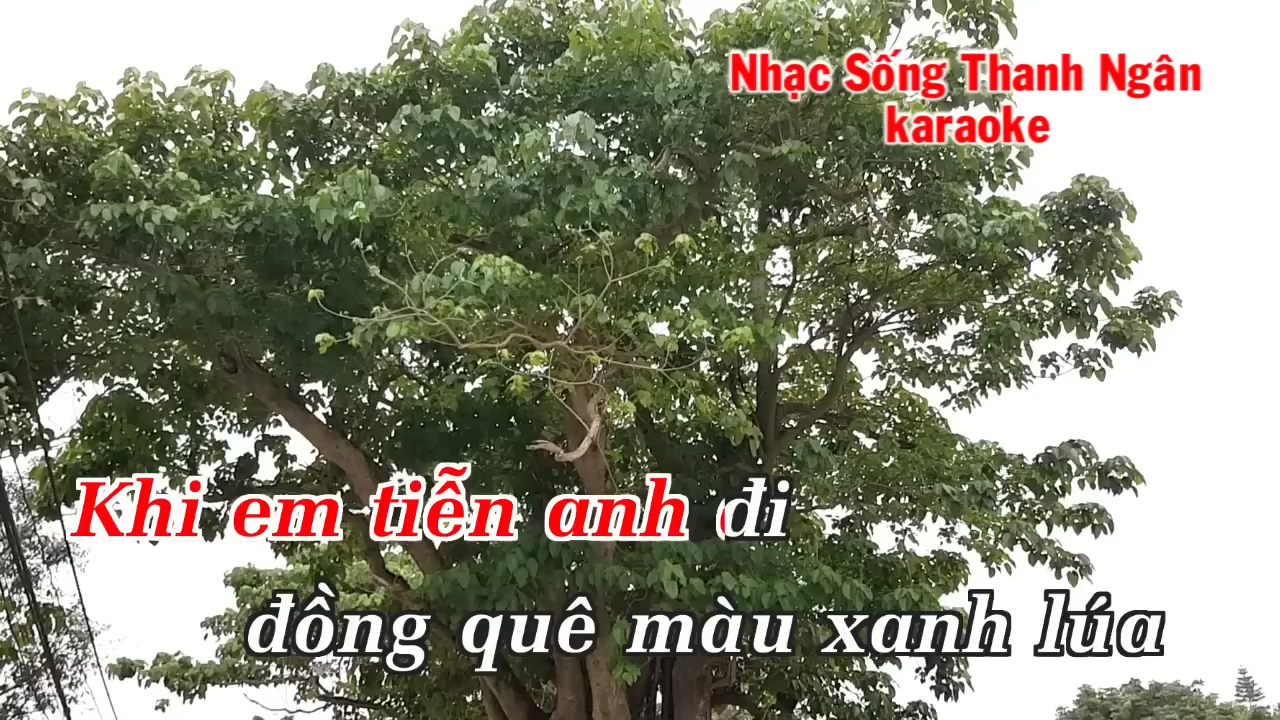 Nhạc Sống Thanh Ngân
karaoke
Khi em tiễn anh đi
đồng quê màu xanh lúa